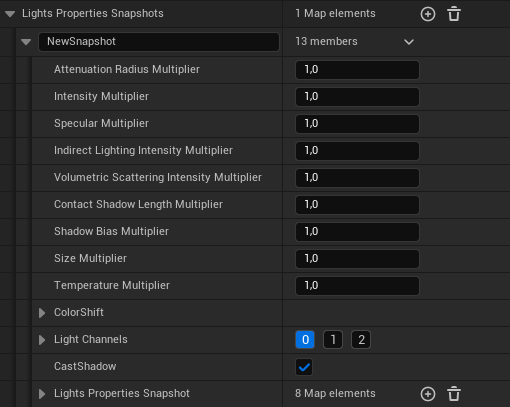 Lights Properties Snapshots 1 Map elements
NewSnapshot 13 members
Attenuation Radius Multiplier 1,0
Intensity Multiplier 1,0
Specular Multiplier 1,0
Indirect Lighting Intensity Multiplier 1,0
Volumetric Scattering Intensity Multiplier 1,0
Contact Shadow Length Multiplier 1,0
Shadow Bias Multiplier 1,0
Size Multiplier 1,0
Temperature Multiplier 1,0
ColorShift
Light Channels 0 1 2
CastShadow
Lights Properties Snapshot 8 Map elements